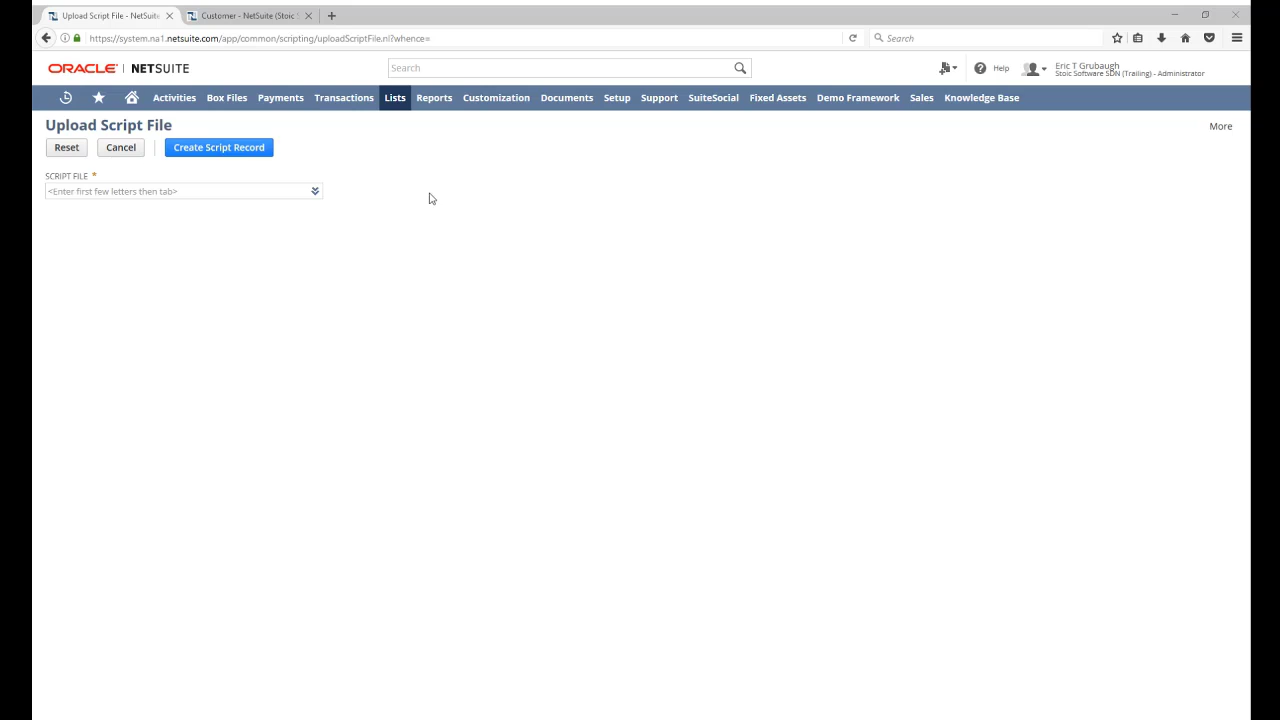 Upload Script File - NetSuite
Customer - NetSuite (Stoic
https://system.na1.netsuite.com/app/common/scripting/uploadScriptFile.nl?whence=
Search
ORACLE | NETSUITE
Search
Help
Eric T Grubaugh
Stoic Software SDN (Trailing) - Administrator
Activities Box Files Payments Transactions Lists Reports Customization Documents Setup Support SuiteSocial Fixed Assets Demo Framework Sales Knowledge Base
Upload Script File
More
Reset Cancel Create Script Record
SCRIPT FILE *
<Enter first few letters then tab>